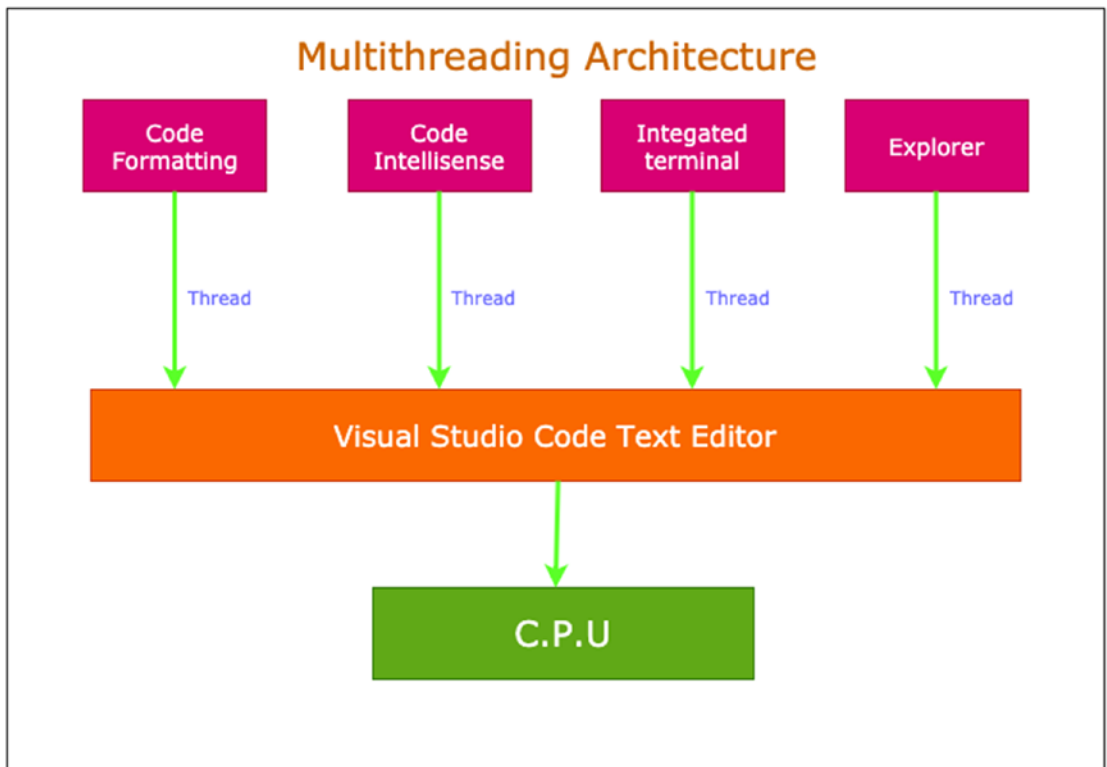 Multithreading Architecture
Code
Formatting
Code
Intellisense
Integated
terminal
Explorer
Thread
Thread
Thread
Thread
Visual Studio Code Text Editor
C.P.U